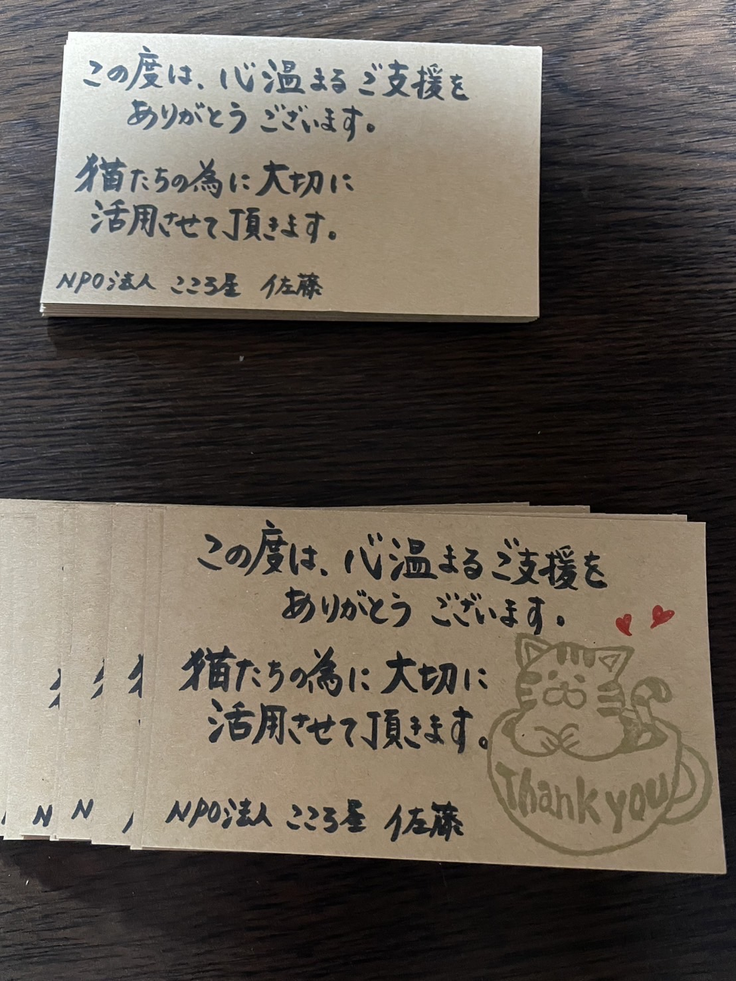 この度は、心温まるご支援を
ありがとうございます。
猫たちの為に大切に
活用させて頂きます。
NPO法人 こころ屋 佐藤
この度は、心温まるご支援を
ありがとうございます。
猫たちの為に大切に
活用させて頂きます。
Thank you
NPO法人 こころ屋 佐藤